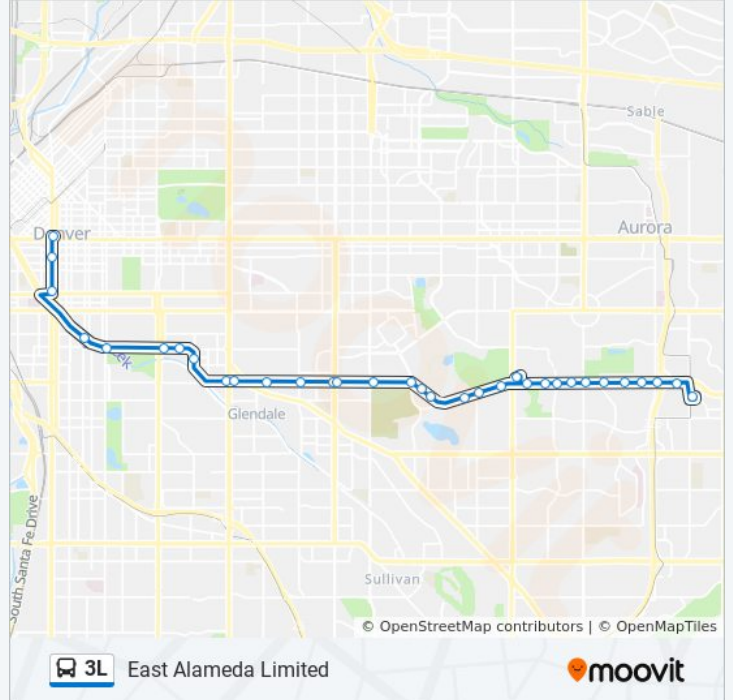 Sable
Aurora
Denver
Glendale
South Santa Fe Drive
Sullivan
© OpenStreetMap contributors | © OpenMapTiles
3L East Alameda Limited
moovit